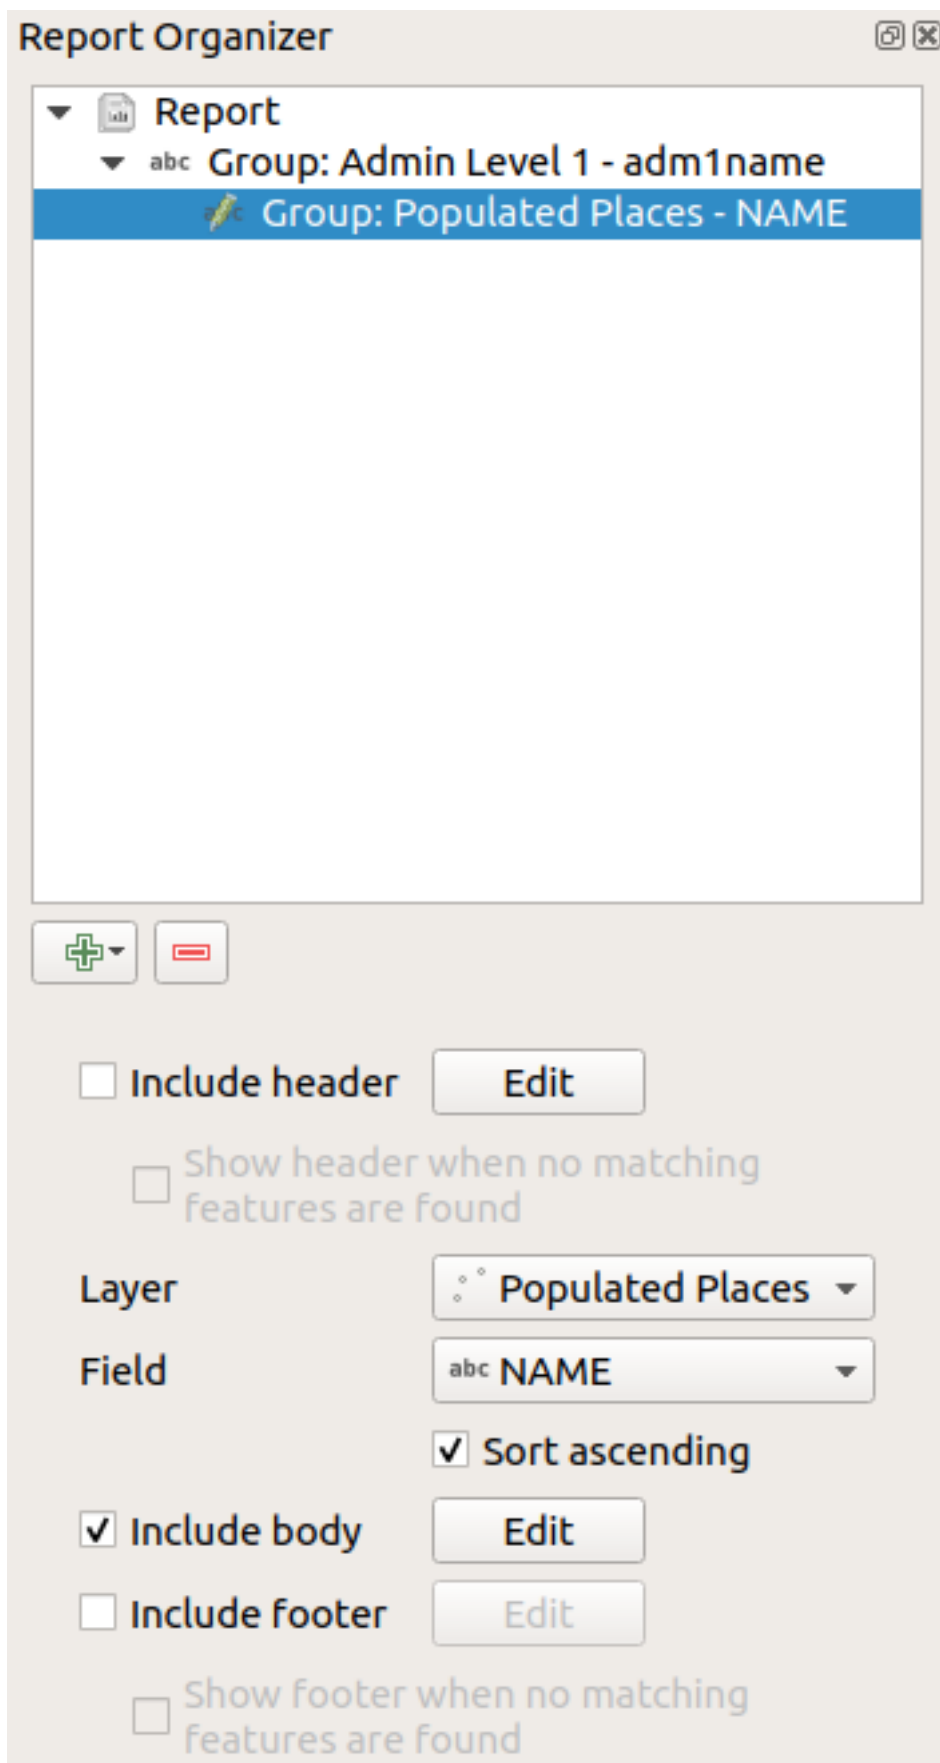 Report Organizer
Report
abc Group: Admin Level 1 - adm1name
Group: Populated Places - NAME
Include header Edit
Show header when no matching
features are found
Layer Populated Places
Field abc NAME
Sort ascending
Include body Edit
Include footer Edit
Show footer when no matching
features are found